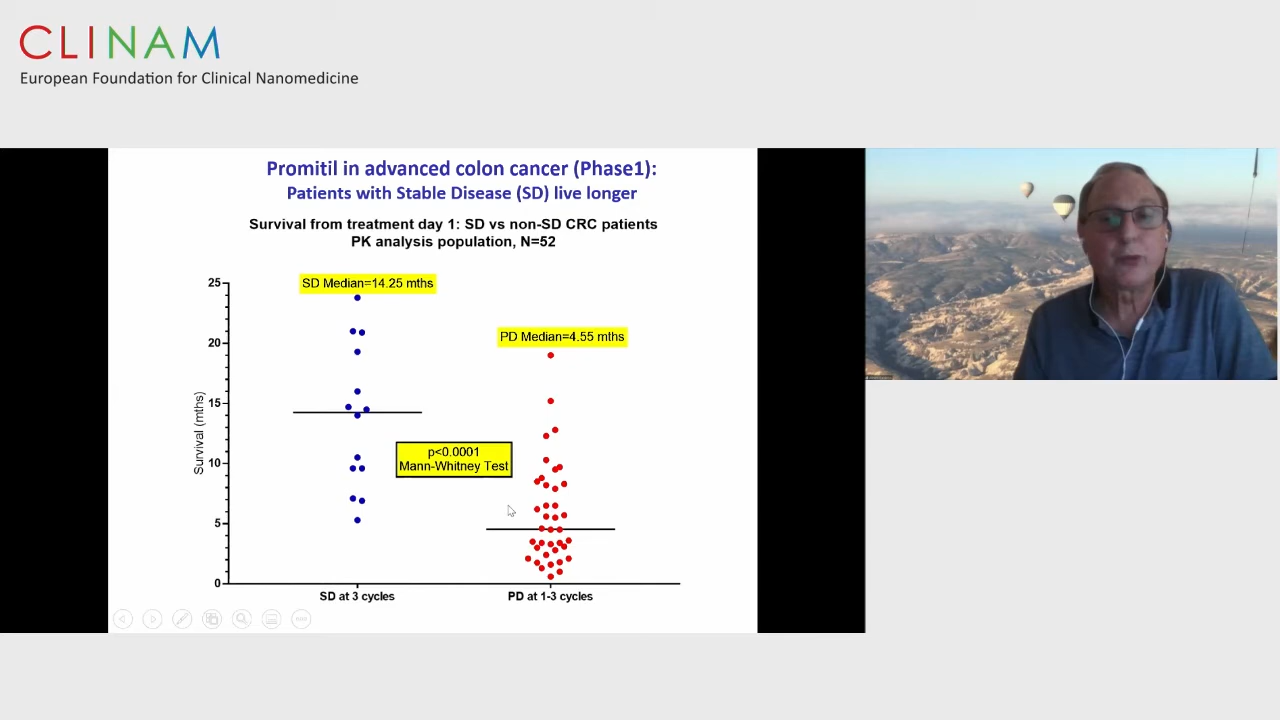 CLINAM
European Foundation for Clinical Nanomedicine
Promitil in advanced colon cancer (Phase1):
Patients with Stable Disease (SD) live longer
Survival from treatment day 1: SD vs non-SD CRC patients
PK analysis population, N=52
SD Median=14.25 mths
PD Median=4.55 mths
p<0.0001
Mann-Whitney Test
Survival (mths)
25
20
15
10
5
0
SD at 3 cycles
PD at 1-3 cycles